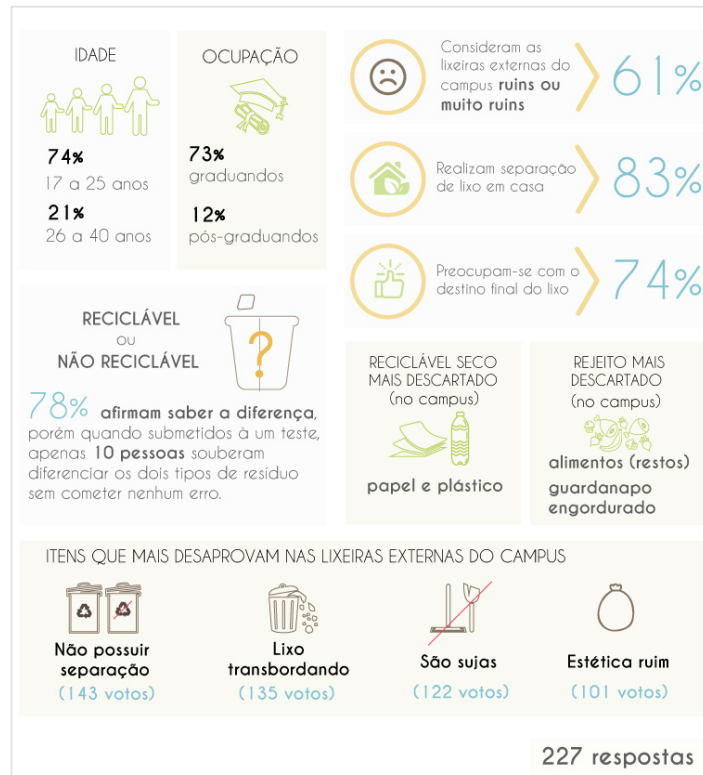 IDADE
74%
17 a 25 anos
21%
26 a 40 anos
OCUPAÇÃO
73%
graduandos
12%
pós-graduandos
Consideram as
lixeiras externas do
campus ruins ou
muito ruins
61%
Realizam separação
de lixo em casa
83%
Preocupam-se com o
destino final do lixo
74%
RECICLÁVEL
OU
NÃO RECICLÁVEL
?
78% afirmam saber a diferença,
porém quando submetidos à um teste,
apenas 10 pessoas souberam
diferenciar os dois tipos de resíduo
sem cometer nenhum erro.
RECICLÁVEL SECO
MAIS DESCARTADO
(no campus)
papel e plástico
REJEITO MAIS
DESCARTADO
(no campus)
alimentos (restos)
guardanapo
engordurado
ITENS QUE MAIS DESAPROVAM NAS LIXEIRAS EXTERNAS DO CAMPUS
Não possuir
separação
(143 votos)
Lixo
transbordando
(135 votos)
São sujas
(122 votos)
Estética ruim
(101 votos)
227 respostas